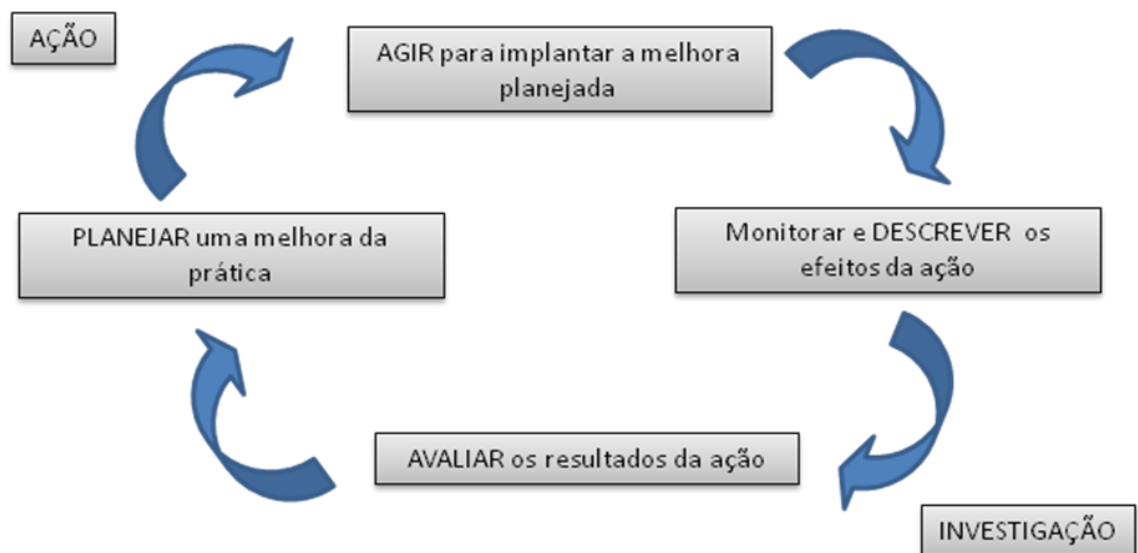 AÇÃO
AGIR para implantar a melhora
planejada
PLANEJAR uma melhora da
prática
Monitorar e DESCREVER os
efeitos da ação
AVALIAR os resultados da ação
INVESTIGAÇÃO